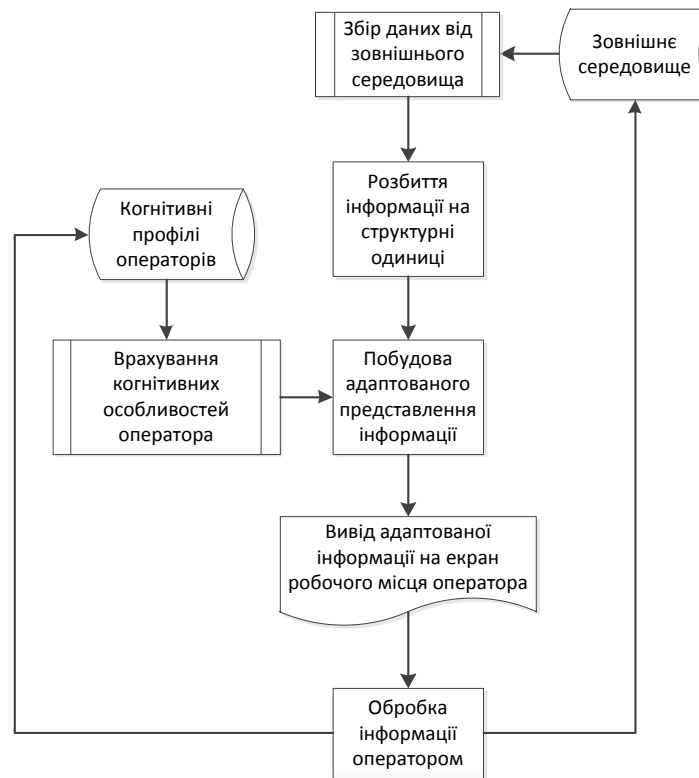 Збір даних від
зовнішнього
середовища
Зовнішнє
середовище
Розбиття
інформації на
структурні
одиниці
Когнітивні
профілі
операторів
Врахування
когнітивних
особливостей
оператора
Побудова
адаптованого
представлення
інформації
Вивід адаптованої
інформації на екран
робочого місця оператора
Обробка
інформації
оператором